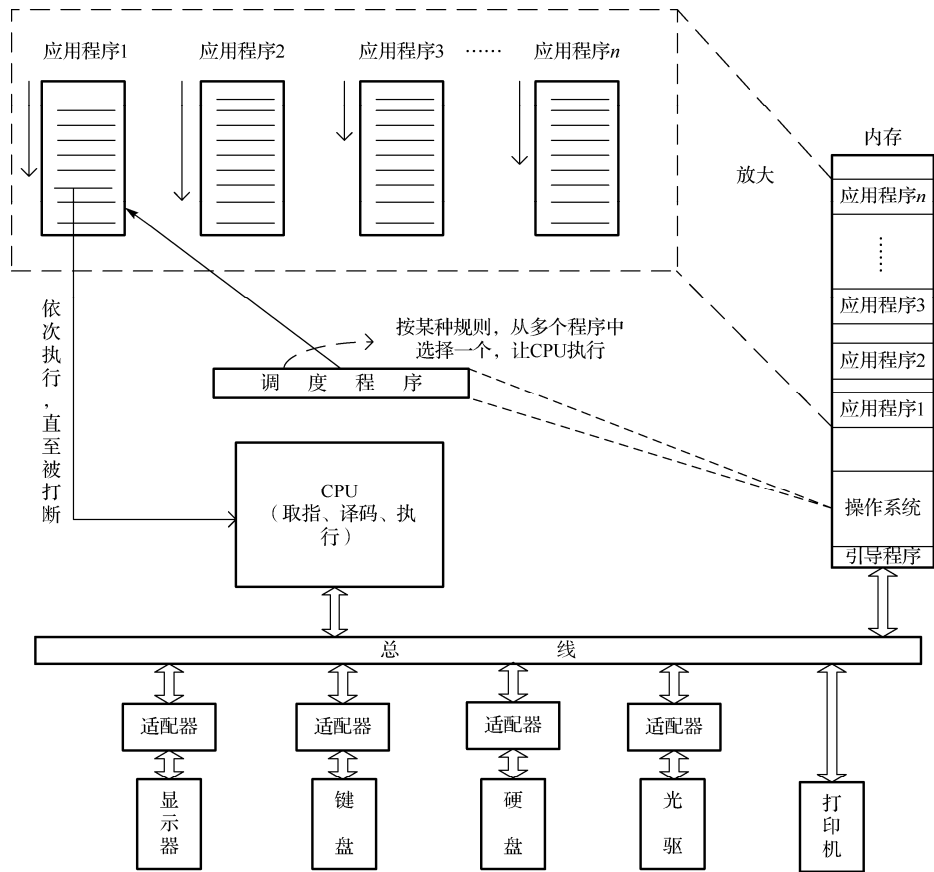 应用程序1 应用程序2 应用程序3 …… 应用程序n
内存
放大
应用程序n
……
应用程序3
应用程序2
应用程序1
操作系统
引导程序
依次执行，直至被打断
按某种规则，从多个程序中
选择一个，让CPU执行
调度程序
CPU
（取指、译码、执
行）
总线
适配器 适配器 适配器 适配器
显示器 键盘 硬盘 光驱 打印机